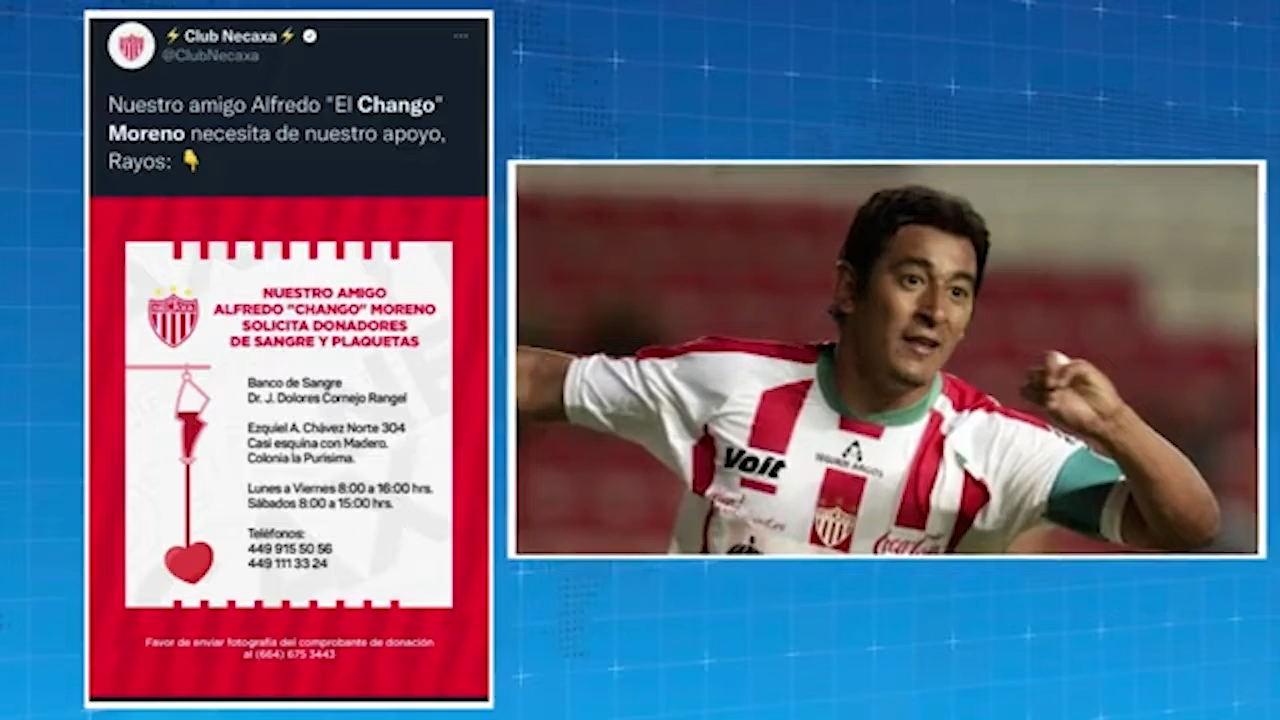 ⚡ Club Necaxa ⚡
@ClubNecaxa
Nuestro amigo Alfredo "El Chango"
Moreno necesita de nuestro apoyo,
Rayos: 👇
NECAXA
NUESTRO AMIGO
ALFREDO "CHANGO" MORENO
SOLICITA DONADORES
DE SANGRE Y PLAQUETAS
Banco de Sangre
Dr. J. Dolores Cornejo Rangel
Ezquiel A. Chávez Norte 304
Casi esquina con Madero.
Colonia la Purisima.
Lunes a Viernes 8:00 a 16:00 hrs.
Sábados 8:00 a 15:00 hrs.
Teléfonos:
449 915 50 56
449 111 33 24
Favor de enviar fotografía del comprobante de donación
al (664) 675 3443
Voit
SEGUROS ARGOS
Coca-Cola